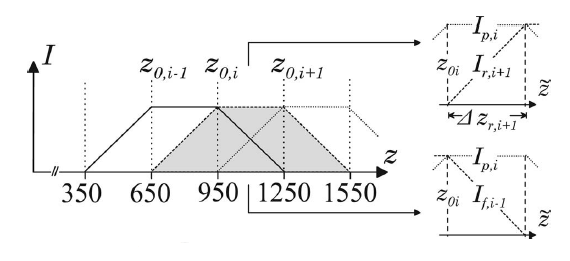 I
z0,i-1 z0,i z0,i+1
z
350 650 950 1250 1550
Ip,i
z0i Ir,i+1
z̃
Δ zr,i+1
Ip,i
z0i If,i-1
z̃